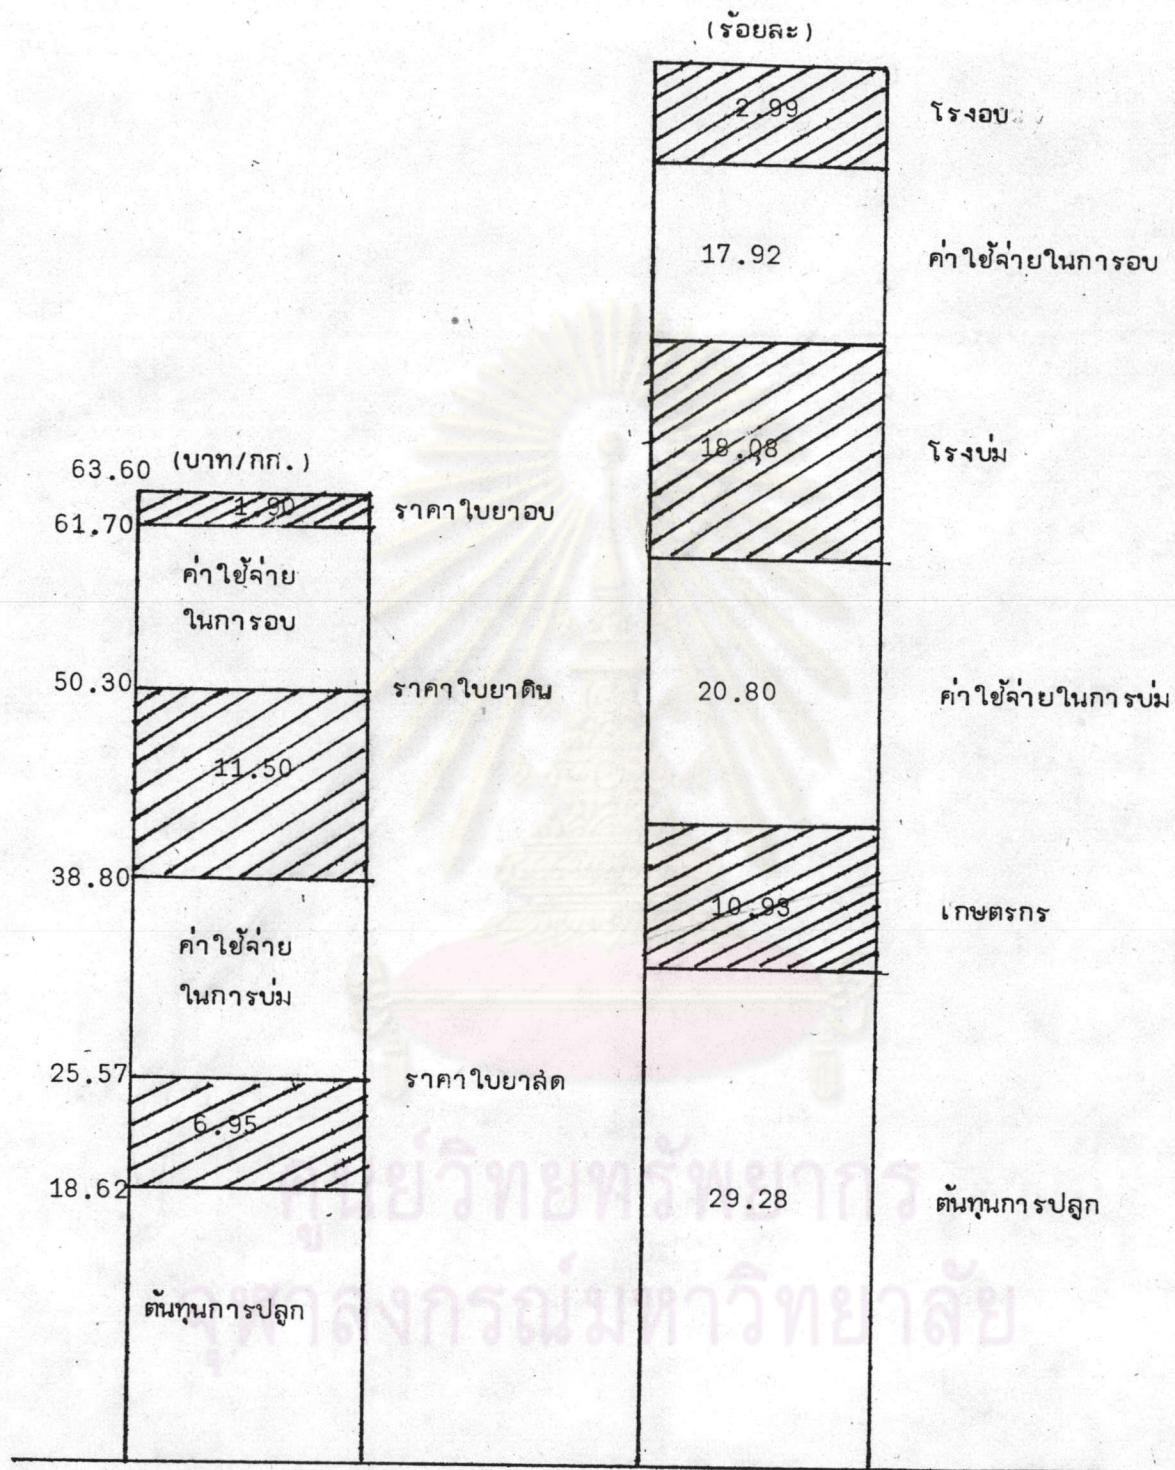 (ร้อยละ)
2.99
โรงอบ
17.92
ค่าใช้จ่ายในการอบ
18.08
โรงบ่ม
20.80
ค่าใช้จ่ายในการบ่ม
10.93
เกษตรกร
29.28
ต้นทุนการปลูก
63.60 (บาท/กก.)
1.90
ราคาใบยาอบ
61.70
ค่าใช้จ่าย
ในการอบ
50.30
ราคาใบยาดิน
11.50
38.80
ค่าใช้จ่าย
ในการบ่ม
25.57
ราคาใบยาสด
6.95
18.62
ต้นทุนการปลูก
ศูนย์วิทยทรัพยากร
จุฬาลงกรณ์มหาวิทยาลัย